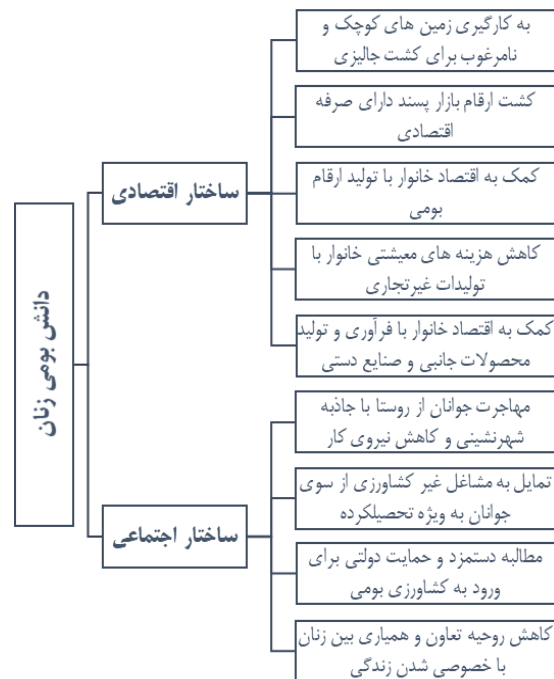 دانش بومی زنان
ساختار اقتصادی
به کارگیری زمین های کوچک و
نامرغوب برای کشت جالیزی
کشت ارقام بازار پسند دارای صرفه
اقتصادی
کمک به اقتصاد خانوار با تولید ارقام
بومی
کاهش هزینه های معیشتی خانوار با
تولیدات غیرتجاری
کمک به اقتصاد خانوار با فرآوری و تولید
محصولات جانبی و صنایع دستی
ساختار اجتماعی
مهاجرت جوانان از روستا با جاذبه
شهرنشینی و کاهش نیروی کار
تمایل به مشاغل غیر کشاورزی از سوی
جوانان به ویژه تحصیلکرده
مطالبه دستمزد و حمایت دولتی برای
ورود به کشاورزی بومی
کاهش روحیه تعاون و همیاری بین زنان
با خصوصی شدن زندگی